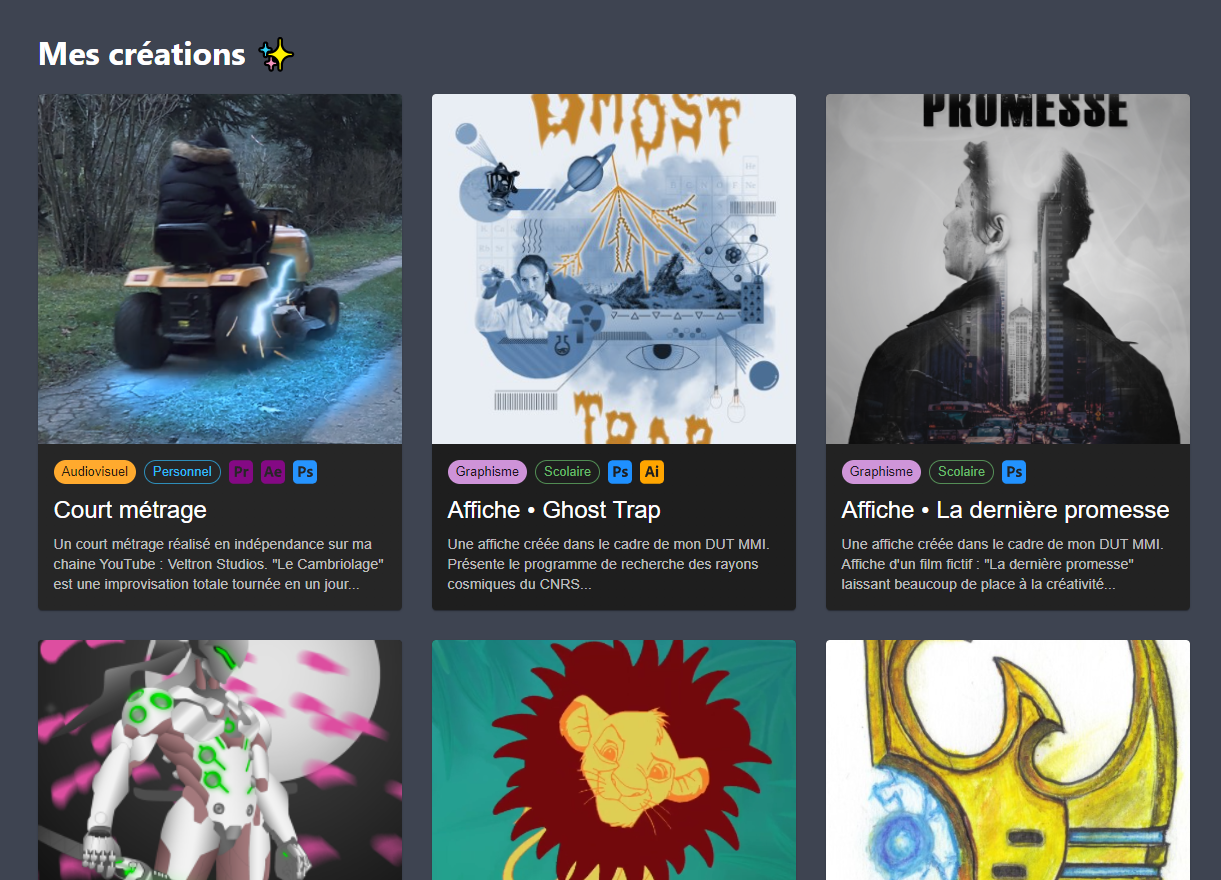 Mes créations
GHOST
TRAP
PROMESSE
Audiovisuel Personnel Pr Ae Ps
Court métrage
Un court métrage réalisé en indépendance sur ma
chaine YouTube : Veltron Studios. "Le Cambriolage"
est une improvisation totale tournée en un jour...
Graphisme Scolaire Ps Ai
Affiche • Ghost Trap
Une affiche créée dans le cadre de mon DUT MMI.
Présente le programme de recherche des rayons
cosmiques du CNRS...
Graphisme Scolaire Ps
Affiche • La dernière promesse
Une affiche créée dans le cadre de mon DUT MMI.
Affiche d'un film fictif : "La dernière promesse"
laissant beaucoup de place à la créativité...